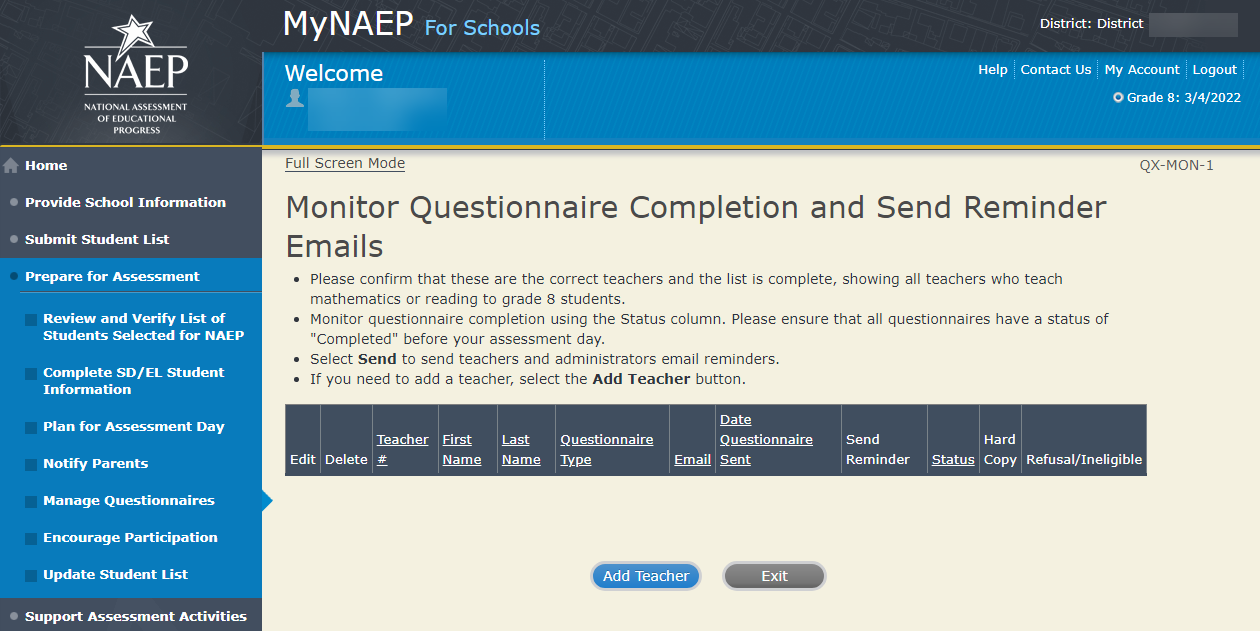 MyNAEP For Schools
District: District
NAEP
NATIONAL ASSESSMENT
OF EDUCATIONAL
PROGRESS
Welcome
Help
Contact Us
My Account
Logout
Grade 8: 3/4/2022
Home
Provide School Information
Submit Student List
Prepare for Assessment
Review and Verify List of
Students Selected for NAEP
Complete SD/EL Student
Information
Plan for Assessment Day
Notify Parents
Manage Questionnaires
Encourage Participation
Update Student List
Support Assessment Activities
Full Screen Mode
QX-MON-1
Monitor Questionnaire Completion and Send Reminder
Emails
• Please confirm that these are the correct teachers and the list is complete, showing all teachers who teach
mathematics or reading to grade 8 students.
• Monitor questionnaire completion using the Status column. Please ensure that all questionnaires have a status of
"Completed" before your assessment day.
• Select Send to send teachers and administrators email reminders.
• If you need to add a teacher, select the Add Teacher button.
Edit
Delete
Teacher
#
First
Name
Last
Name
Questionnaire
Type
Email
Date
Questionnaire
Sent
Send
Reminder
Status
Hard
Copy
Refusal/Ineligible
Add Teacher
Exit